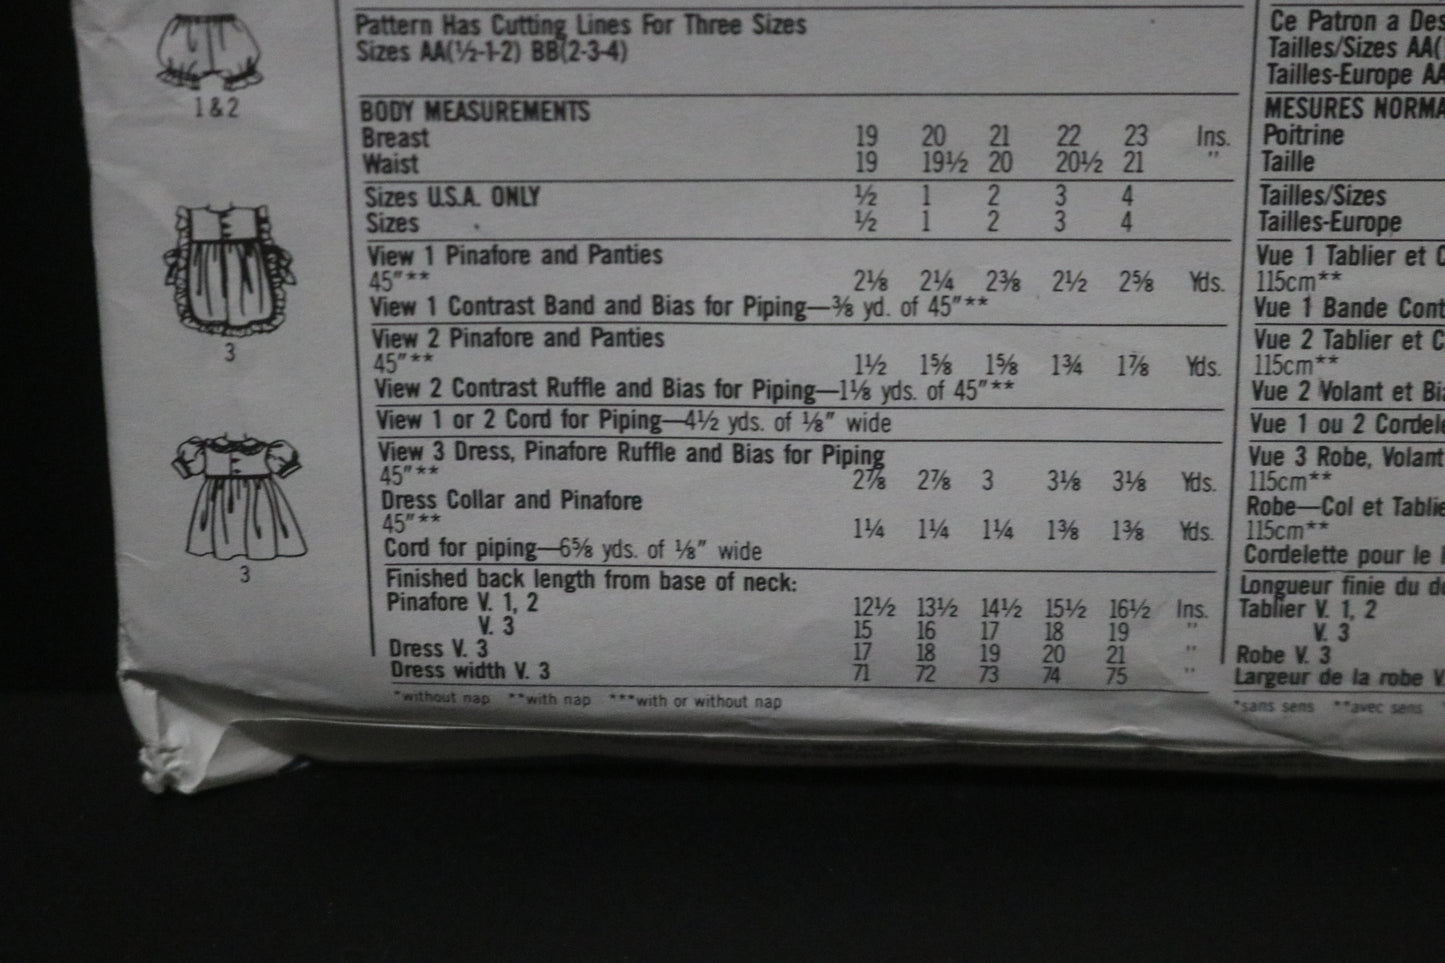 1 & 2
3
3
Pattern Has Cutting Lines For Three Sizes
Sizes AA(½-1-2) BB(2-3-4)
BODY MEASUREMENTS
Breast 19 20 21 22 23 Ins.
Waist 19 19½ 20 20½ 21 "
Sizes U.S.A. ONLY ½ 1 2 3 4
Sizes ½ 1 2 3 4
View 1 Pinafore and Panties
45"** 2⅛ 2¼ 2⅜ 2½ 2⅝ Yds.
View 1 Contrast Band and Bias for Piping—⅜ yd. of 45"**
View 2 Pinafore and Panties
45"** 1½ 1⅝ 1⅝ 1¾ 1⅞ Yds.
View 2 Contrast Ruffle and Bias for Piping—1⅛ yds. of 45"**
View 1 or 2 Cord for Piping—4½ yds. of ⅛" wide
View 3 Dress, Pinafore Ruffle and Bias for Piping
45"** 2⅞ 2⅞ 3 3⅛ 3⅛ Yds.
Dress Collar and Pinafore
45"** 1¼ 1¼ 1¼ 1⅜ 1⅜ Yds.
Cord for piping—6⅝ yds. of ⅛" wide
Finished back length from base of neck:
Pinafore V. 1, 2 12½ 13½ 14½ 15½ 16½ Ins.
V. 3 15 16 17 18 19 "
Dress V. 3 17 18 19 20 21 "
Dress width V. 3 71 72 73 74 75 "
*without nap **with nap ***with or without nap
Ce Patron a Des
Tailles/Sizes AA(
Tailles-Europe AA
MESURES NORMA
Poitrine
Taille
Tailles/Sizes
Tailles-Europe
Vue 1 Tablier et C
115cm**
Vue 1 Bande Cont
Vue 2 Tablier et C
115cm**
Vue 2 Volant et Bi
Vue 1 ou 2 Cordel
Vue 3 Robe, Volant
115cm**
Robe—Col et Tablie
115cm**
Cordelette pour le
Longueur finie du d
Tablier V. 1, 2
V. 3
Robe V. 3
Largeur de la robe V.
*sans sens **avec sens